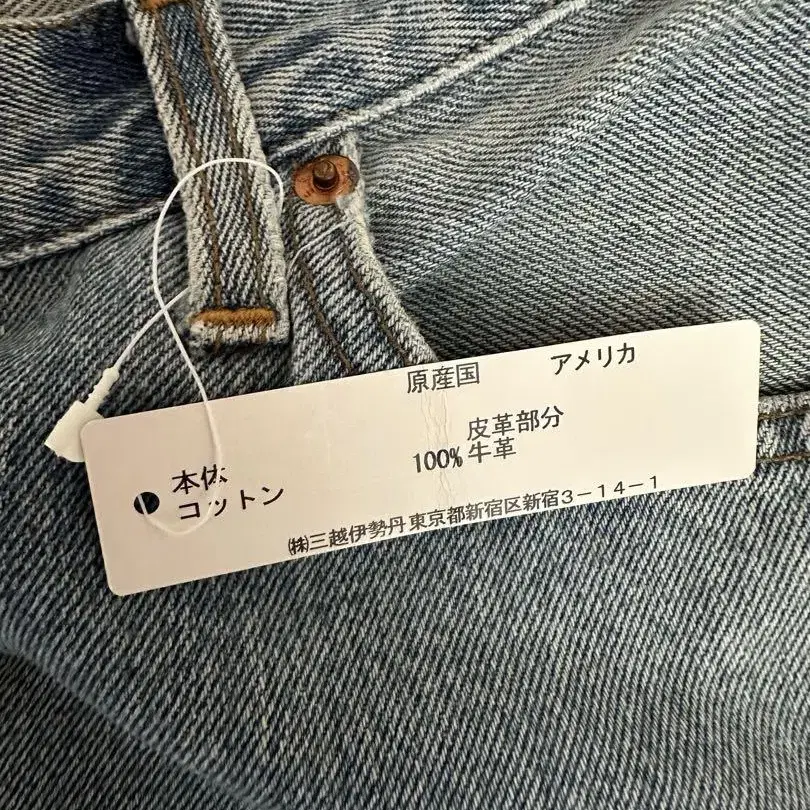 原産国 アメリカ
皮革部分
本体 100% 牛革
コットン
㈱三越伊勢丹 東京都新宿区新宿3－14－1